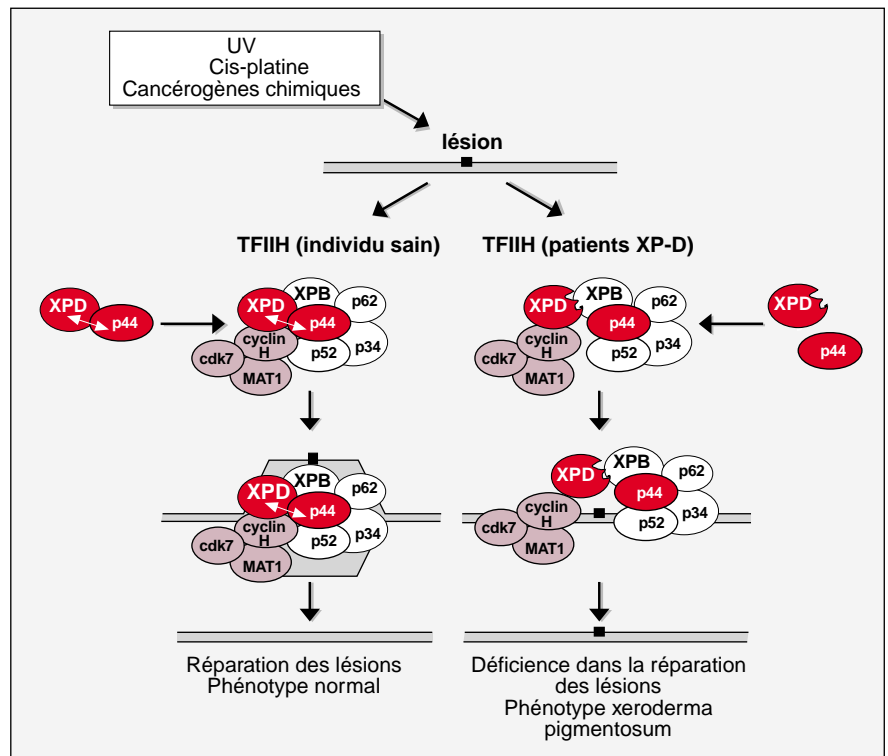 UV
Cis-platine
Cancérogènes chimiques
lésion
TFIIH (individu sain)
TFIIH (patients XP-D)
XPD
p44
XPD
XPB
p62
p44
cyclin
H
p52
p34
cdk7
MAT1
XPD
XPB
p62
p44
cyclin
H
p52
p34
cdk7
MAT1
XPD
p44
XPD
XPB
p62
p44
cyclin
H
p52
p34
cdk7
MAT1
XPD
XPB
p62
p44
cyclin
H
p52
p34
cdk7
MAT1
Réparation des lésions
Phénotype normal
Déficience dans la réparation
des lésions
Phénotype xeroderma
pigmentosum